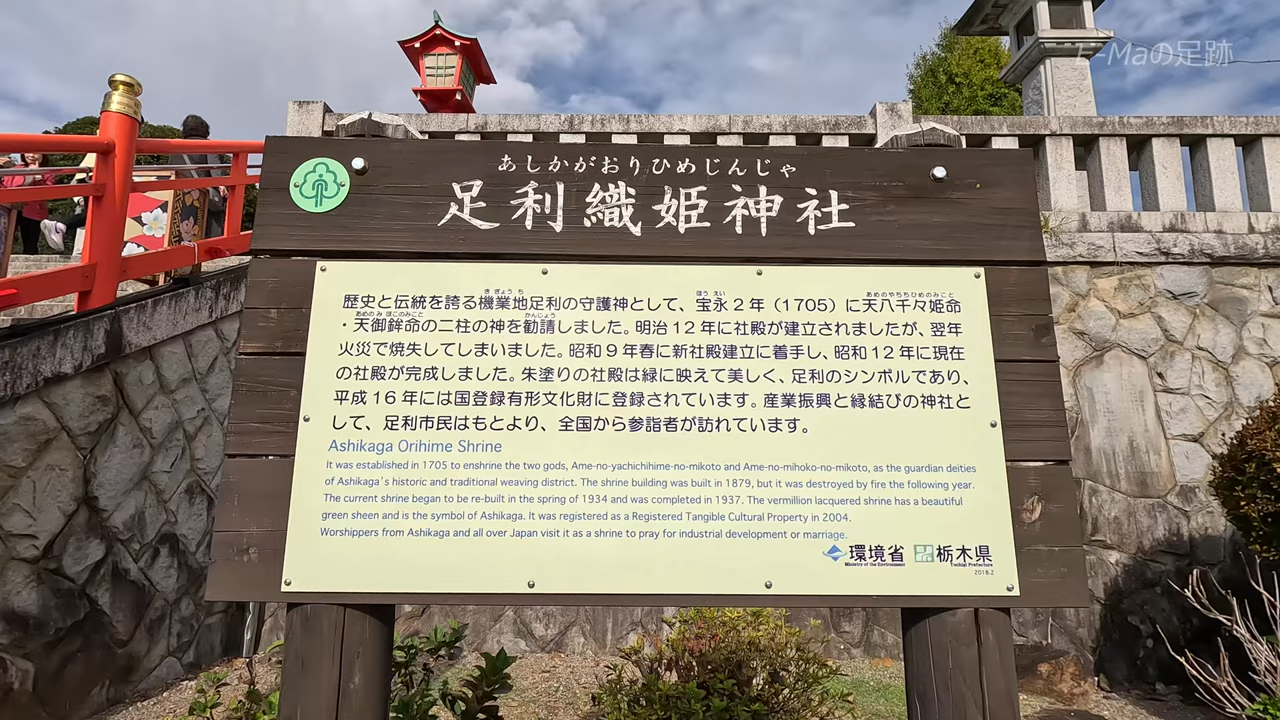 E-Maの足跡
あしかがおりひめじんじゃ
足利織姫神社
歴史と伝統を誇る機業地足利の守護神として、宝永2年（1705）に天八千々姫命
・天御鉾命の二柱の神を勧請しました。明治12年に社殿が建立されましたが、翌年
火災で焼失してしまいました。昭和9年春に新社殿建立に着手し、昭和12年に現在
の社殿が完成しました。朱塗りの社殿は緑に映えて美しく、足利のシンボルであり、
平成16年には国登録有形文化財に登録されています。産業振興と縁結びの神社と
して、足利市民はもとより、全国から参詣者が訪れています。
Ashikaga Orihime Shrine
It was established in 1705 to enshrine the two gods, Ame-no-yachichihime-no-mikoto and Ame-no-mihoko-no-mikoto, as the guardian deities
of Ashikaga's historic and traditional weaving district. The shrine building was built in 1879, but it was destroyed by fire the following year.
The current shrine began to be re-built in the spring of 1934 and was completed in 1937. The vermillion lacquered shrine has a beautiful
green sheen and is the symbol of Ashikaga. It was registered as a Registered Tangible Cultural Property in 2004.
Worshippers from Ashikaga and all over Japan visit it as a shrine to pray for industrial development or marriage.
環境省 栃木県
Ministry of the Environment Tochigi Prefecture
2018.2